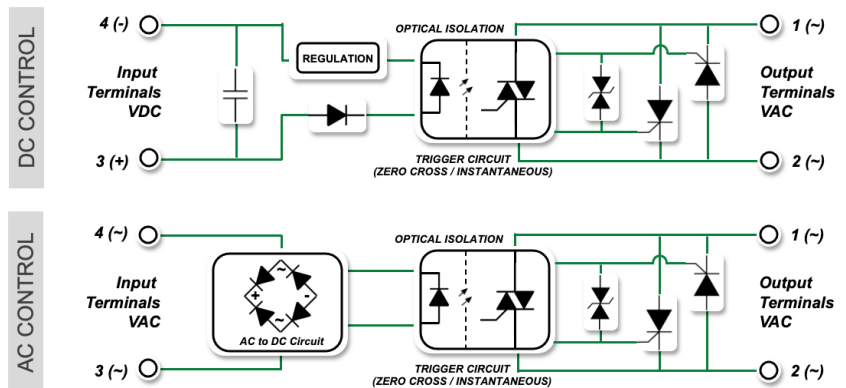 DC CONTROL
4 (-)
OPTICAL ISOLATION
1 (~)
REGULATION
Input
Terminals
VDC
Output
Terminals
VAC
3 (+)
TRIGGER CIRCUIT
(ZERO CROSS / INSTANTANEOUS)
2 (~)
AC CONTROL
4 (~)
OPTICAL ISOLATION
1 (~)
Input
Terminals
VAC
~
+
-
~
AC to DC Circuit
Output
Terminals
VAC
3 (~)
TRIGGER CIRCUIT
(ZERO CROSS / INSTANTANEOUS)
2 (~)